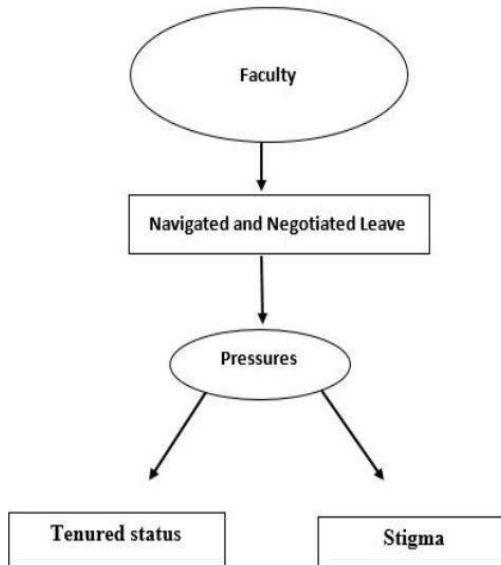 Faculty
Navigated and Negotiated Leave
Pressures
Tenured status
Stigma